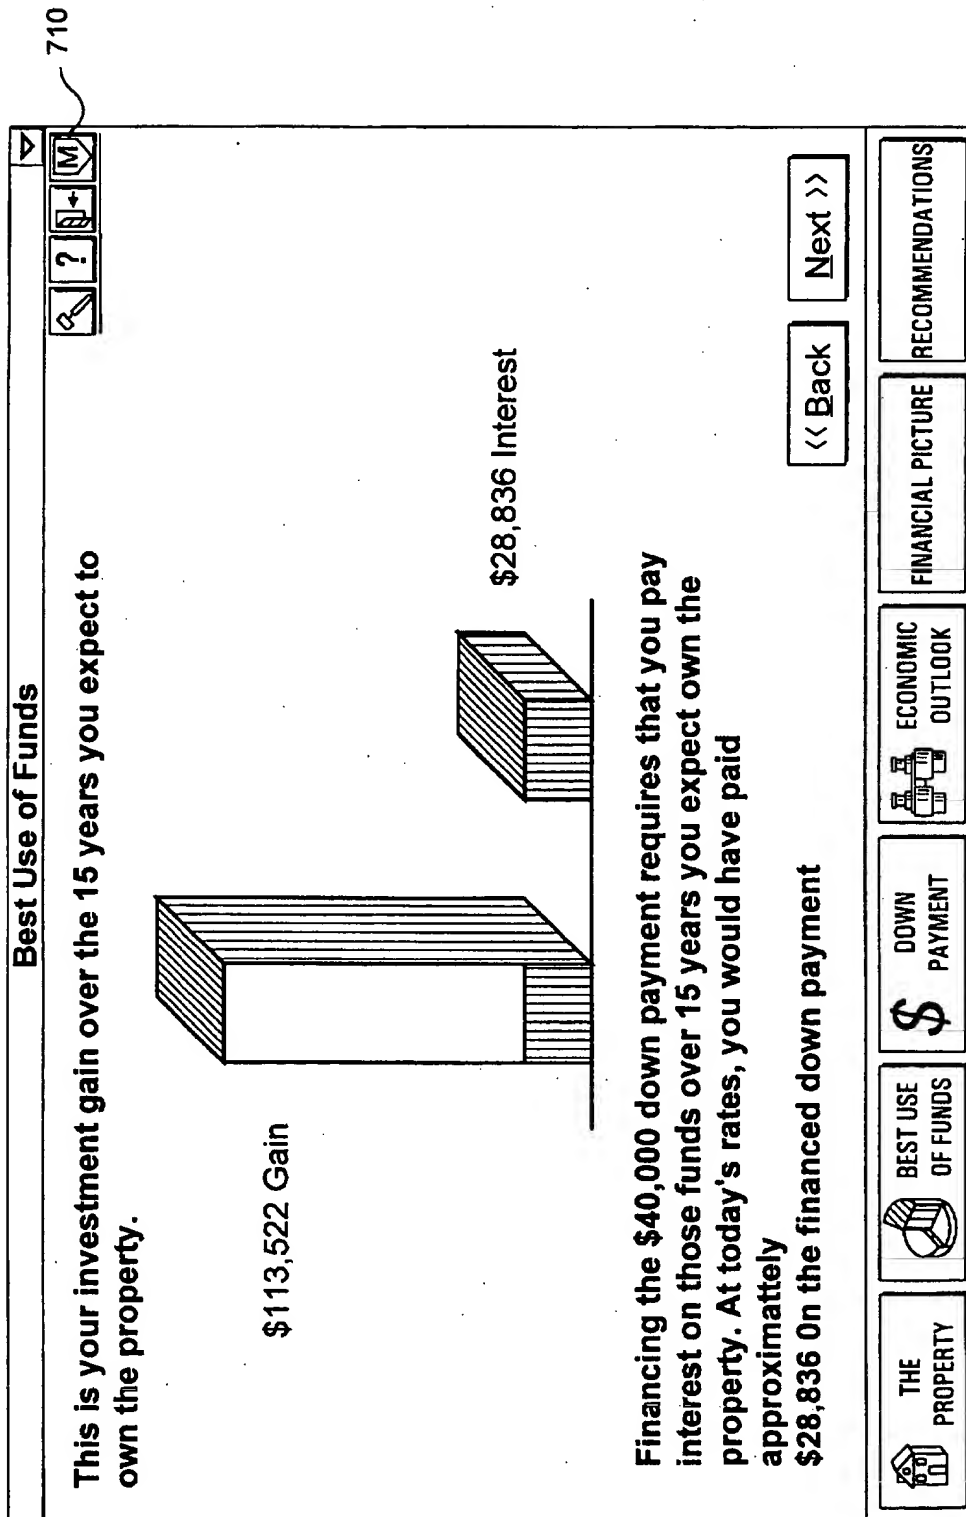 Best Use of Funds
?
M
710
This is your investment gain over the 15 years you expect to
own the property.
$113,522 Gain
$28,836 Interest
Financing the $40,000 down payment requires that you pay
interest on those funds over 15 years you expect own the
property. At today's rates, you would have paid
approximattely
$28,836 0n the financed down payment
<< Back
Next >>
THE
PROPERTY
BEST USE
OF FUNDS
$
DOWN
PAYMENT
ECONOMIC
OUTLOOK
FINANCIAL PICTURE
RECOMMENDATIONS